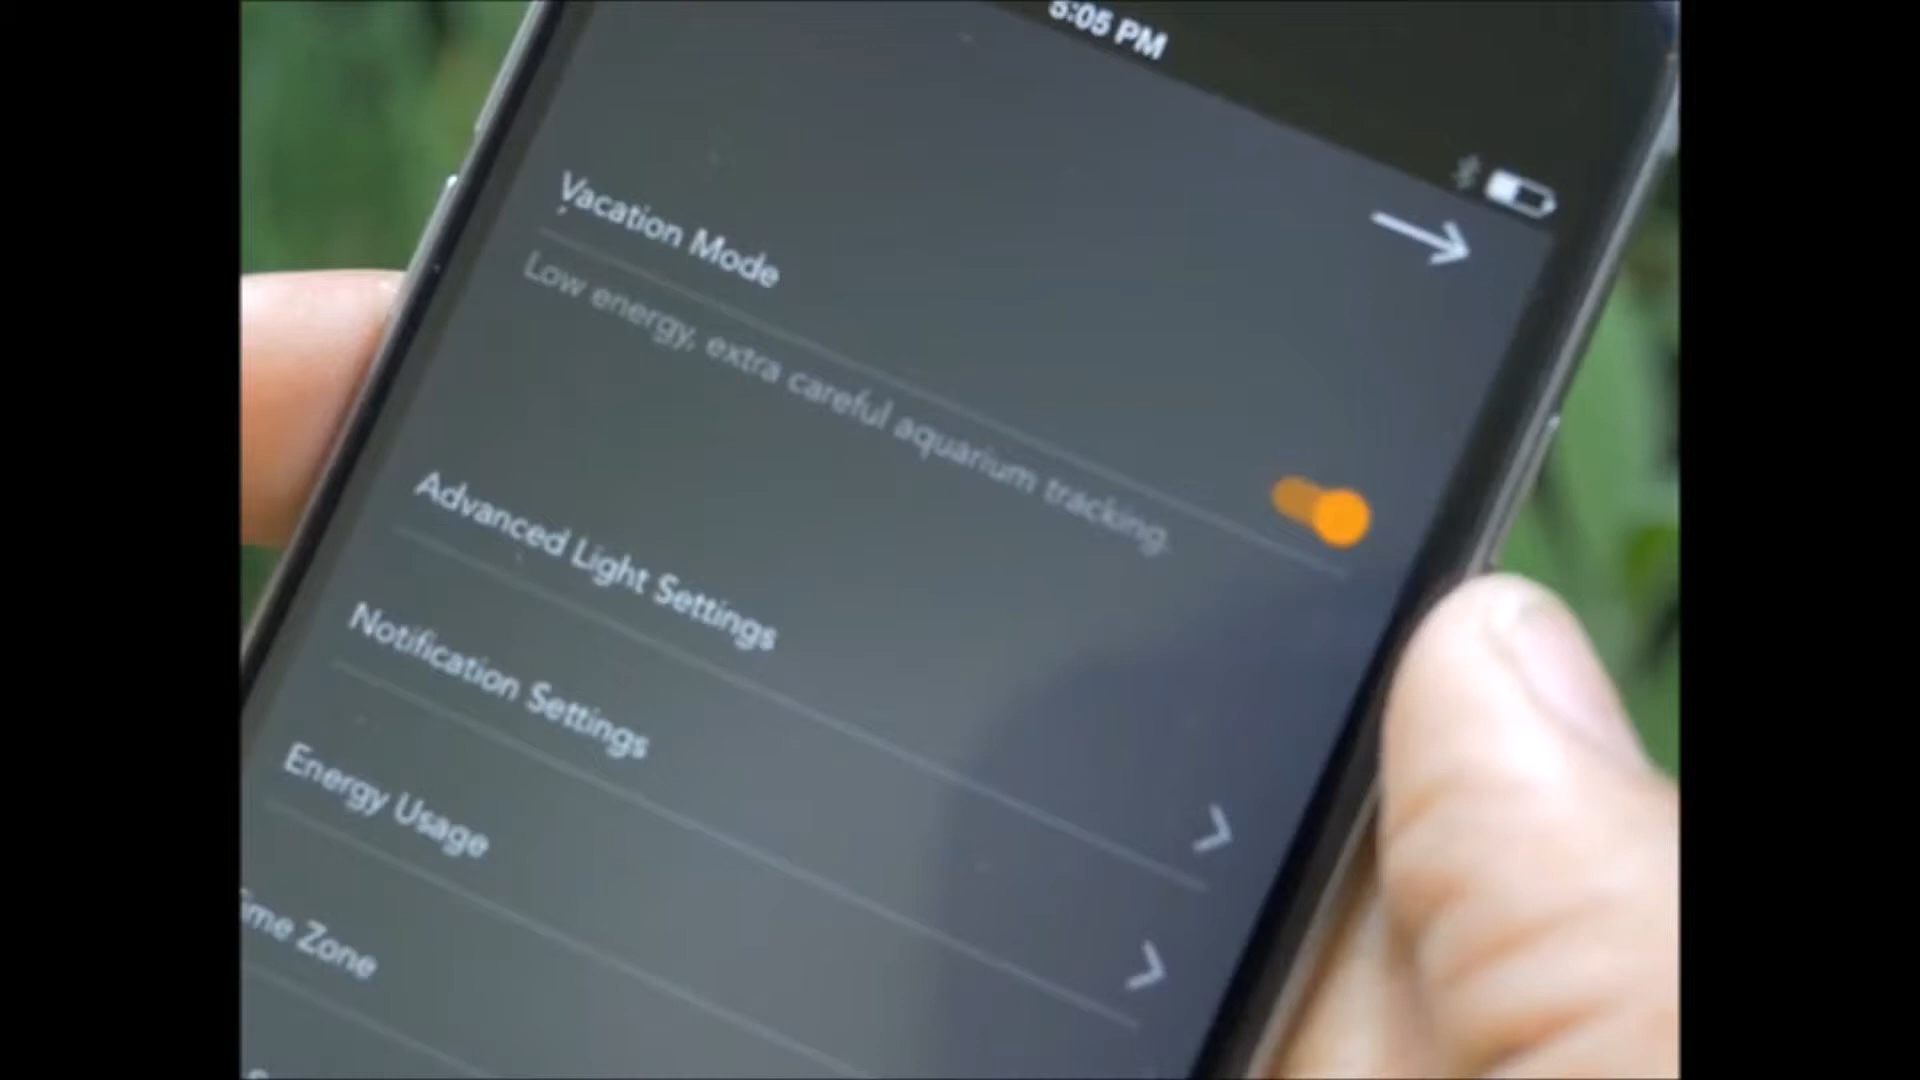 5:05 PM
Vacation Mode
Low energy, extra careful aquarium tracking.
Advanced Light Settings
Notification Settings
Energy Usage
ime Zone